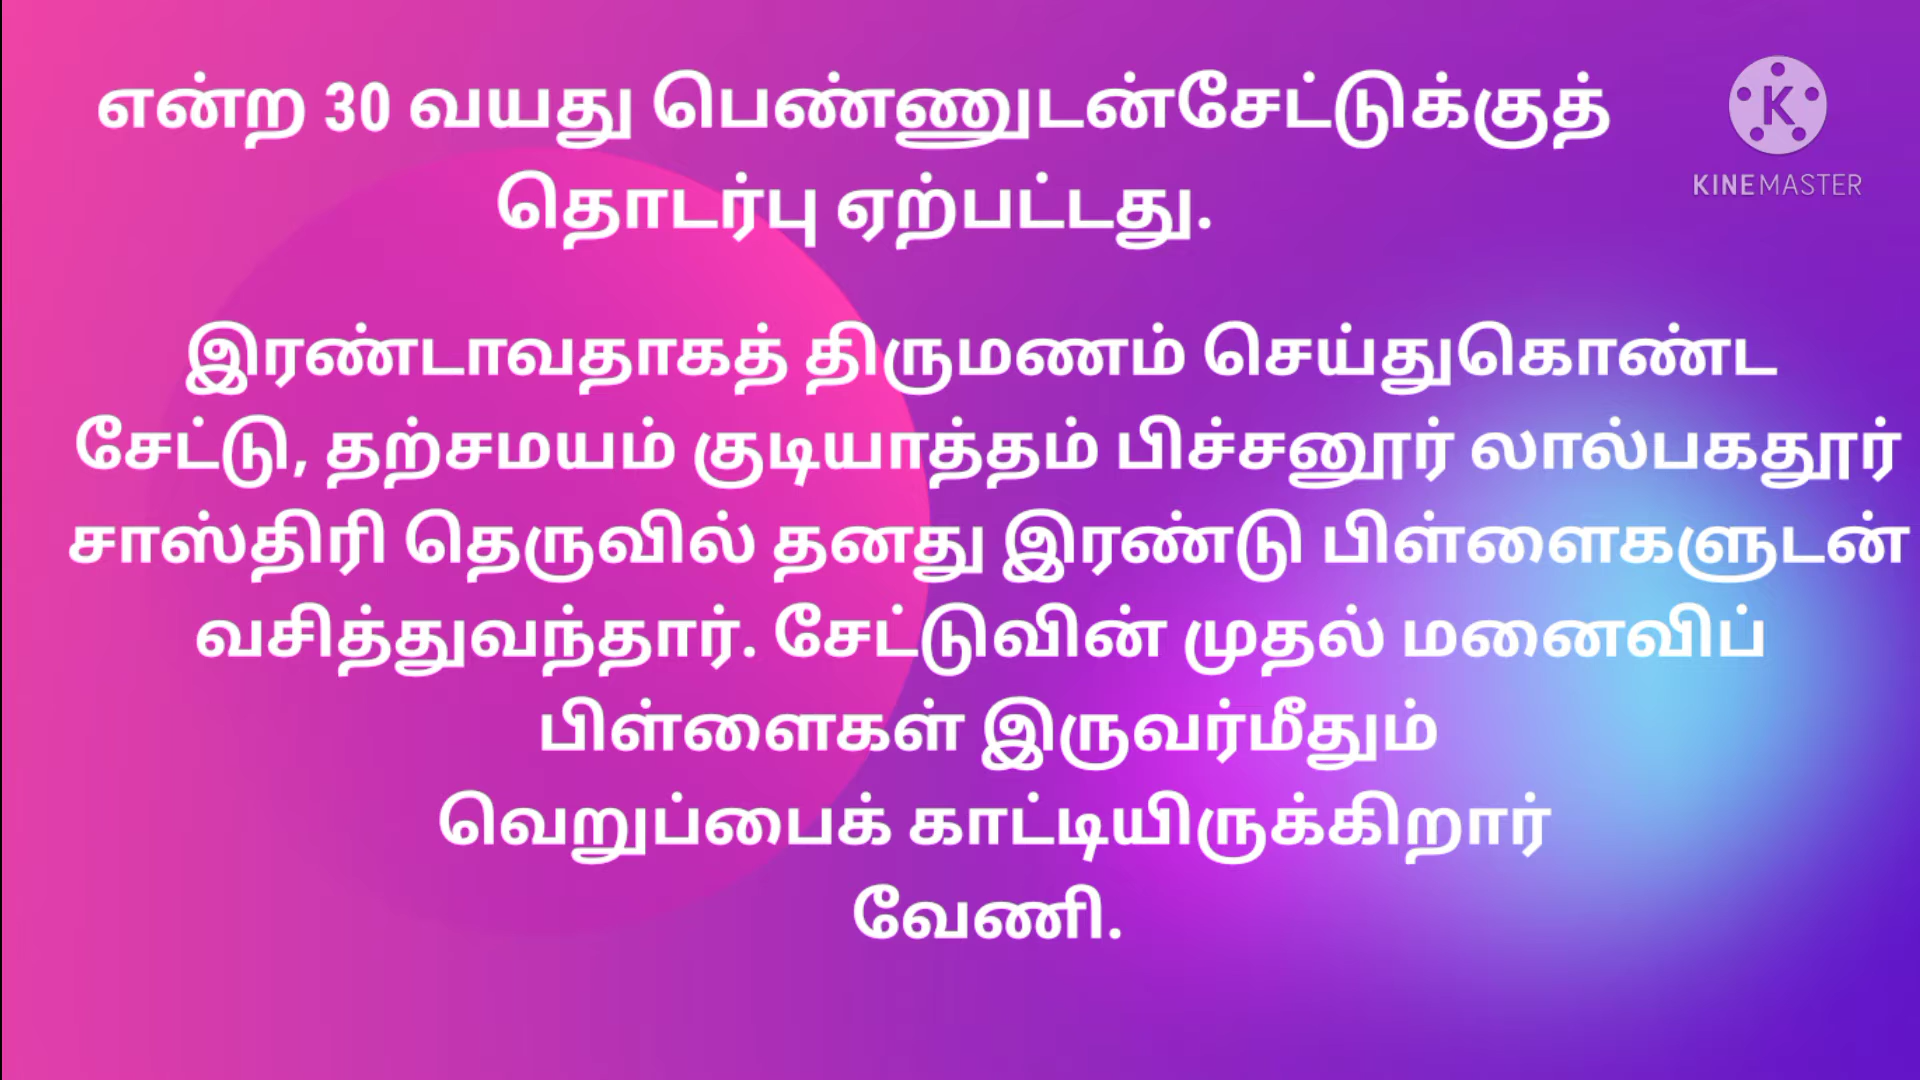 என்ற 30 வயது பெண்ணுடன்சேட்டுக்குத்
தொடர்பு ஏற்பட்டது.
K
KINEMASTER
இரண்டாவதாகத் திருமணம் செய்துகொண்ட
சேட்டு, தற்சமயம் குடியாத்தம் பிச்சனூர் லால்பகதூர்
சாஸ்திரி தெருவில் தனது இரண்டு பிள்ளைகளுடன்
வசித்துவந்தார். சேட்டுவின் முதல் மனைவிப்
பிள்ளைகள் இருவர்மீதும்
வெறுப்பைக் காட்டியிருக்கிறார்
வேணி.